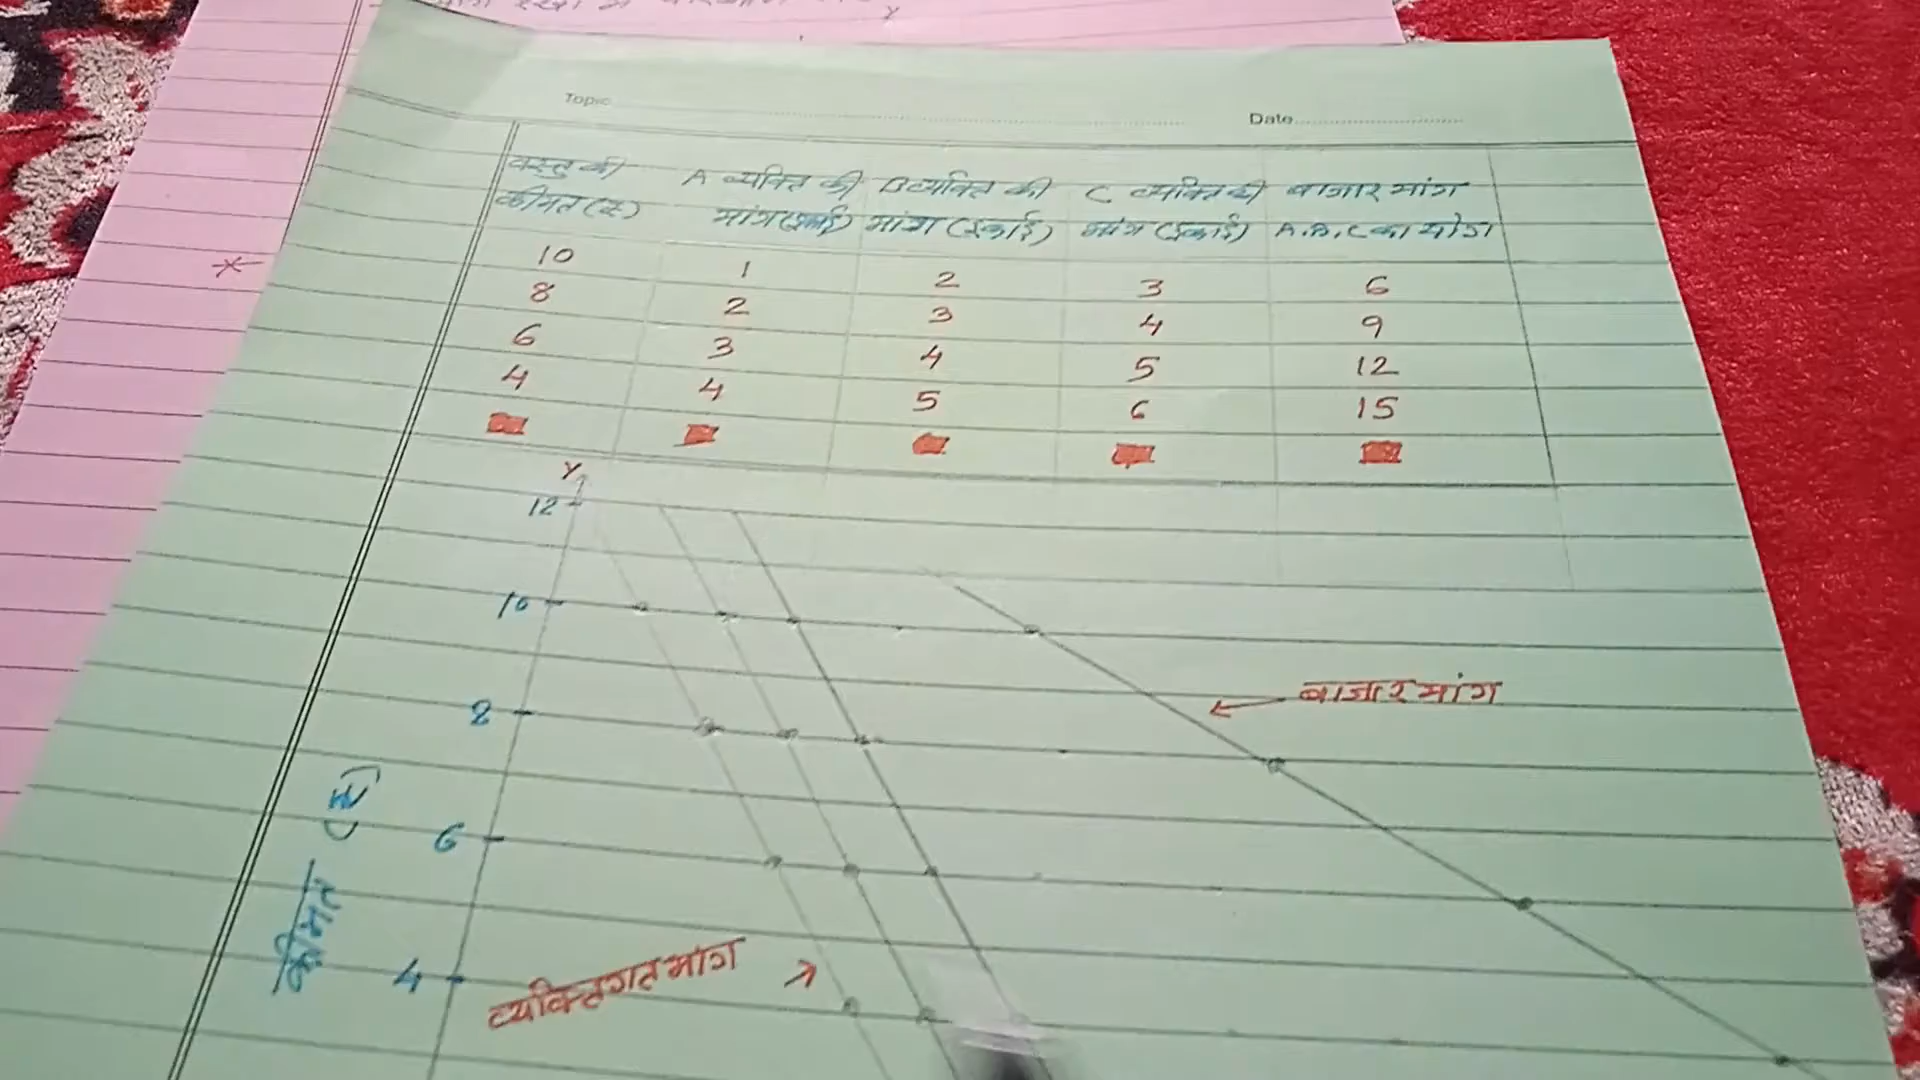 Topic
Date
वस्तु की A व्यक्ति की B व्यक्ति की C व्यक्ति की बाजार मांग
कीमत (रु) मांग (इकाई) मांग (इकाई) मांग (इकाई) A.B.C का योग
10 1 2 3 6
8 2 3 4 9
6 3 4 5 12
4 4 5 6 15
Y
12
10
बाजार मांग
8
6
कीमत (रु)
4
व्यक्तिगत मांग